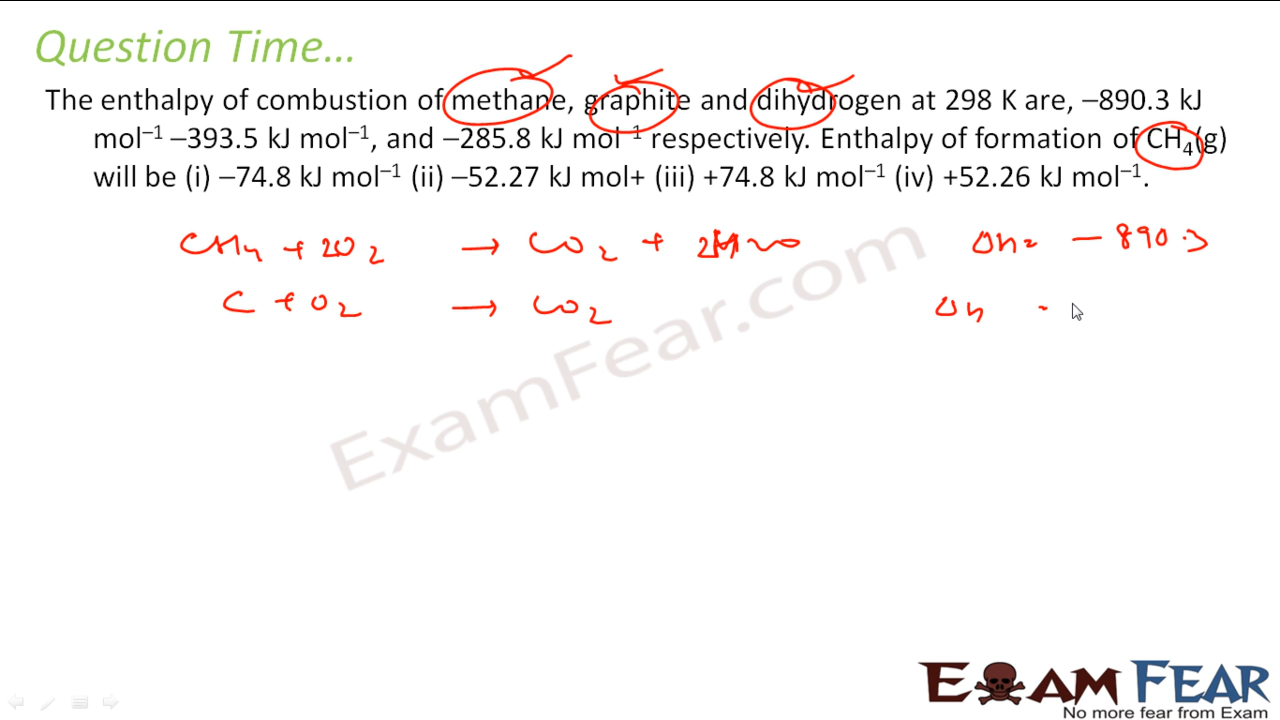 Question Time...
The enthalpy of combustion of methane, graphite and dihydrogen at 298 K are, –890.3 kJ
mol⁻¹ –393.5 kJ mol⁻¹, and –285.8 kJ mol⁻¹ respectively. Enthalpy of formation of CH₄(g)
will be (i) –74.8 kJ mol⁻¹ (ii) –52.27 kJ mol+ (iii) +74.8 kJ mol⁻¹ (iv) +52.26 kJ mol⁻¹.
CH₄ + 2O₂ → CO₂ + 2H₂O Δh= – 890.3
C + O₂ → CO₂ Δh -
ExamFear.com
EXAM FEAR
No more fear from Exam